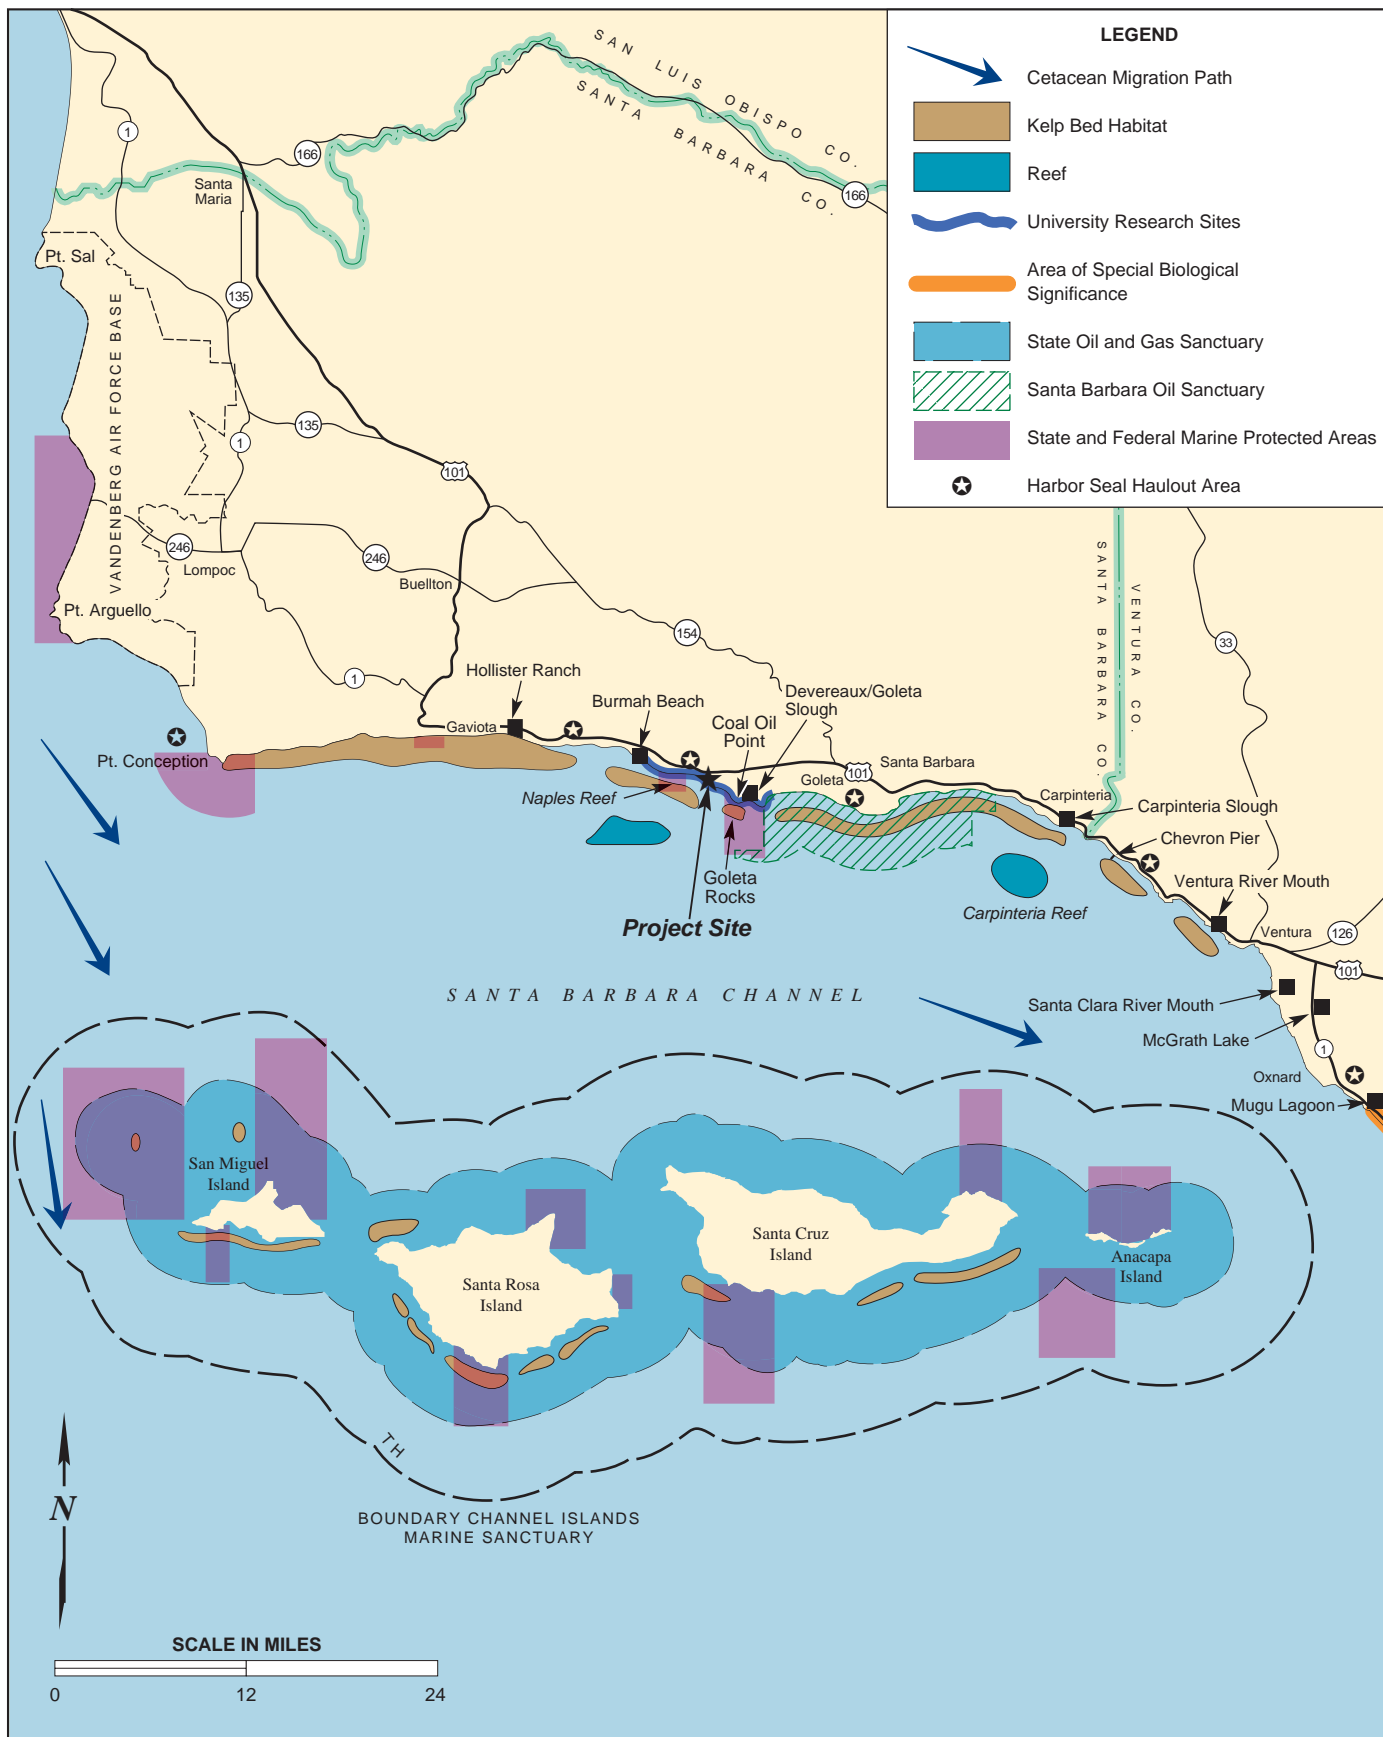 LEGEND
Cetacean Migration Path
Kelp Bed Habitat
Reef
University Research Sites
Area of Special Biological
Significance
State Oil and Gas Sanctuary
Santa Barbara Oil Sanctuary
State and Federal Marine Protected Areas
Harbor Seal Haulout Area
SAN LUIS OBISPO CO.
SANTA BARBARA CO.
1
166
166
Santa
Maria
Pt. Sal
135
VANDENBERG AIR FORCE BASE
135
1
101
246
Lompoc
246
Buellton
Pt. Arguello
154
1
SANTA BARBARA CO.
VENTURA CO.
33
Hollister Ranch
Burmah Beach
Devereaux/Goleta
Slough
Coal Oil
Point
Gaviota
Pt. Conception
Naples Reef
101
Goleta
Santa Barbara
Carpinteria
Carpinteria Slough
Chevron Pier
Goleta
Rocks
Ventura River Mouth
Carpinteria Reef
Project Site
Ventura
126
101
SANTA BARBARA CHANNEL
Santa Clara River Mouth
McGrath Lake
1
Oxnard
Mugu Lagoon
San Miguel
Island
Santa Rosa
Island
Santa Cruz
Island
Anacapa
Island
TH
BOUNDARY CHANNEL ISLANDS
MARINE SANCTUARY
N
SCALE IN MILES
0 12 24